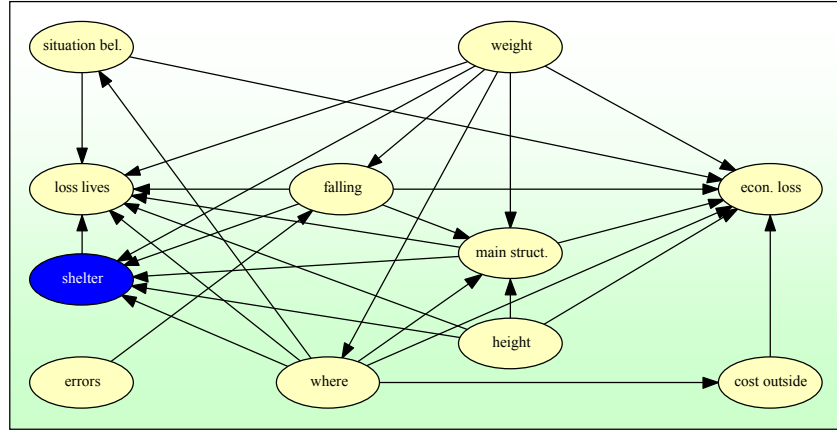 situation bel.
weight
loss lives
falling
econ. loss
main struct.
shelter
height
errors
where
cost outside